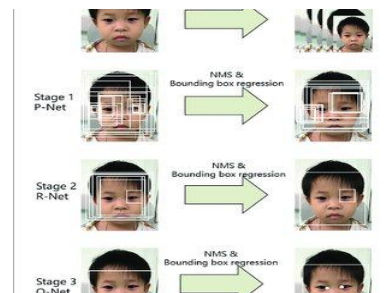 NMS &
Bounding box regression
Stage 1
P-Net
NMS &
Bounding box regression
Stage 2
R-Net
NMS &
Bounding box regression
Stage 3
O-Net